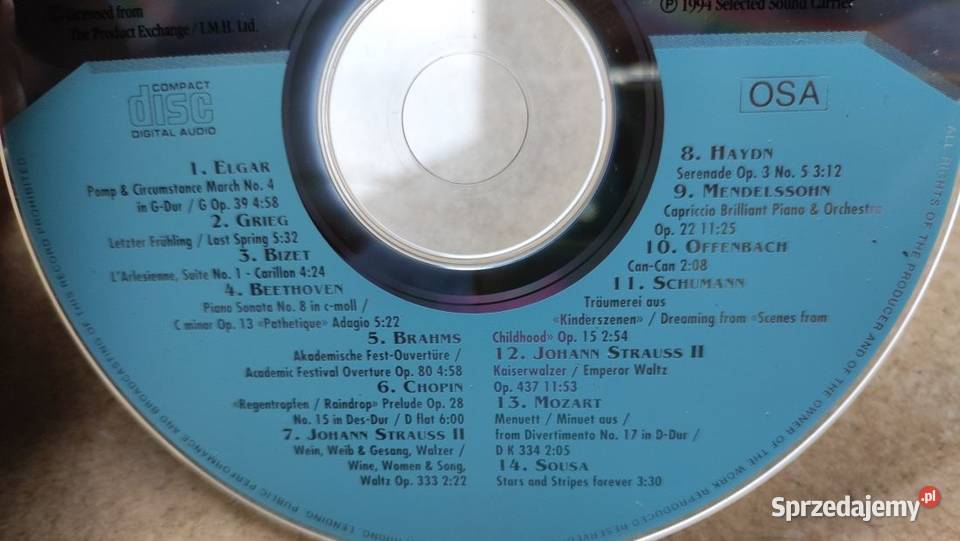 Licensed from
The Product Exchange / I.M.H. Ltd.
℗ 1994 Selected Sound Carrier
COMPACT
disc
DIGITAL AUDIO
OSA
1. ELGAR
Pomp & Circumstance March No. 4
in G-Dur / G Op. 39 4:58
2. GRIEG
Letzter Frühling / Last Spring 5:32
3. BIZET
L'Arlesienne, Suite No. 1 - Carillon 4:24
4. BEETHOVEN
Piano Sonata No. 8 in c-moll /
C minor Op. 13 «Pathetique» Adagio 5:22
5. BRAHMS
Akademische Fest-Ouvertüre /
Academic Festival Overture Op. 80 4:58
6. CHOPIN
«Regentropfen / Raindrop» Prelude Op. 28
No. 15 in Des-Dur / D flat 6:00
7. JOHANN STRAUSS II
Wein, Weib & Gesang, Walzer /
Wine, Women & Song,
Waltz Op. 333 2:22
8. HAYDN
Serenade Op. 3 No. 5 3:12
9. MENDELSSOHN
Capriccio Brilliant Piano & Orchestra
Op. 22 11:25
10. OFFENBACH
Can-Can 2:08
11. SCHUMANN
Träumerei aus
«Kinderszenen» / Dreaming from «Scenes from
Childhood» Op. 15 2:54
12. JOHANN STRAUSS II
Kaiserwalzer / Emperor Waltz
Op. 437 11:53
13. MOZART
Menuett / Minuet aus /
from Divertimento No. 17 in D-Dur /
D K 334 2:05
14. SOUSA
Stars and Stripes forever 3:30
ALL RIGHTS OF THE PRODUCER AND OF THE OWNER OF THE WORK REPRODUCED RESERVED
LENDING, PUBLIC PERFORMANCE AND BROADCASTING OF THIS RECORD PROHIBITED
Sprzedajemy.pl